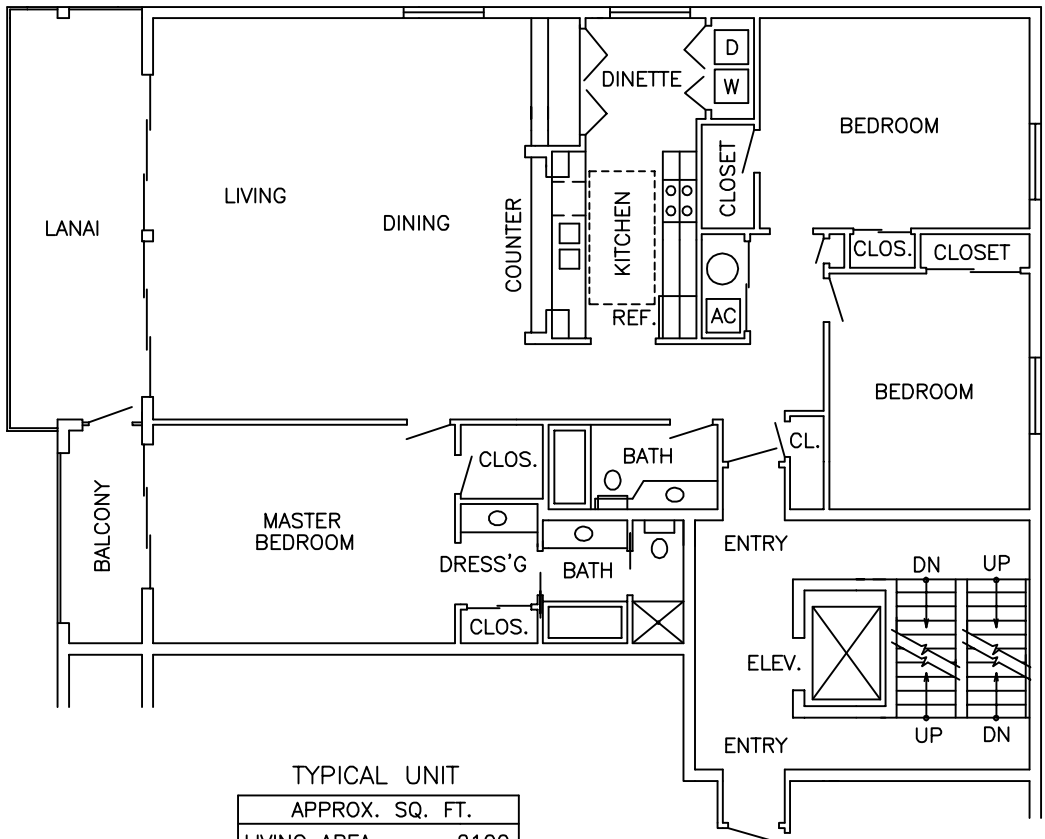 D
DINETTE
W
BEDROOM
CLOSET
LIVING
DINING
LANAI
COUNTER
KITCHEN
CLOS.
CLOSET
REF.
AC
BEDROOM
CL.
BATH
CLOS.
MASTER
BEDROOM
BALCONY
DRESS'G
BATH
CLOS.
ENTRY
DN
UP
ELEV.
UP
DN
ENTRY
TYPICAL UNIT
APPROX. SQ. FT.
LIVING AREA